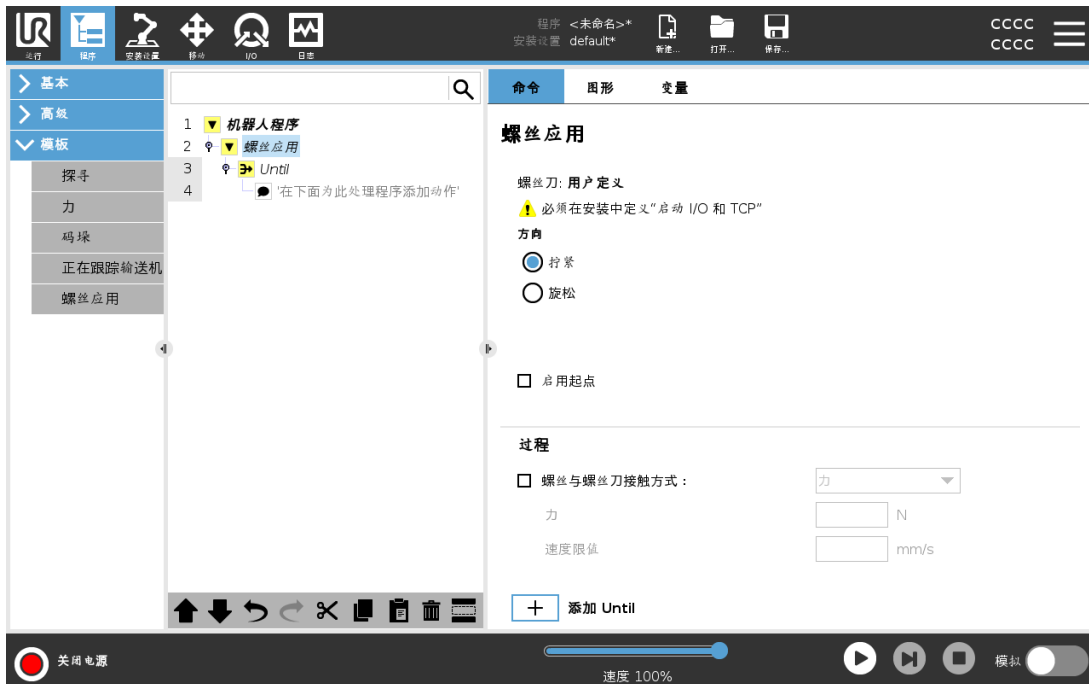 UR
运行
程序
安装设置
移动
I/O
日志
程序 <未命名>*
安装设置 default*
新建...
打开...
保存...
CCCC
CCCC
基本
高级
模板
探寻
力
码垛
正在跟踪输送机
螺丝应用
1 机器人程序
2 螺丝应用
3 Until
4 '在下面为此处理程序添加动作'
命令 图形 变量
螺丝应用
螺丝刀: 用户定义
必须在安装中定义“启动 I/O 和 TCP”
方向
拧紧
旋松
启用起点
过程
螺丝与螺丝刀接触方式：
力
力
N
速度限值
mm/s
添加 Until
关闭电源
速度 100%
模拟